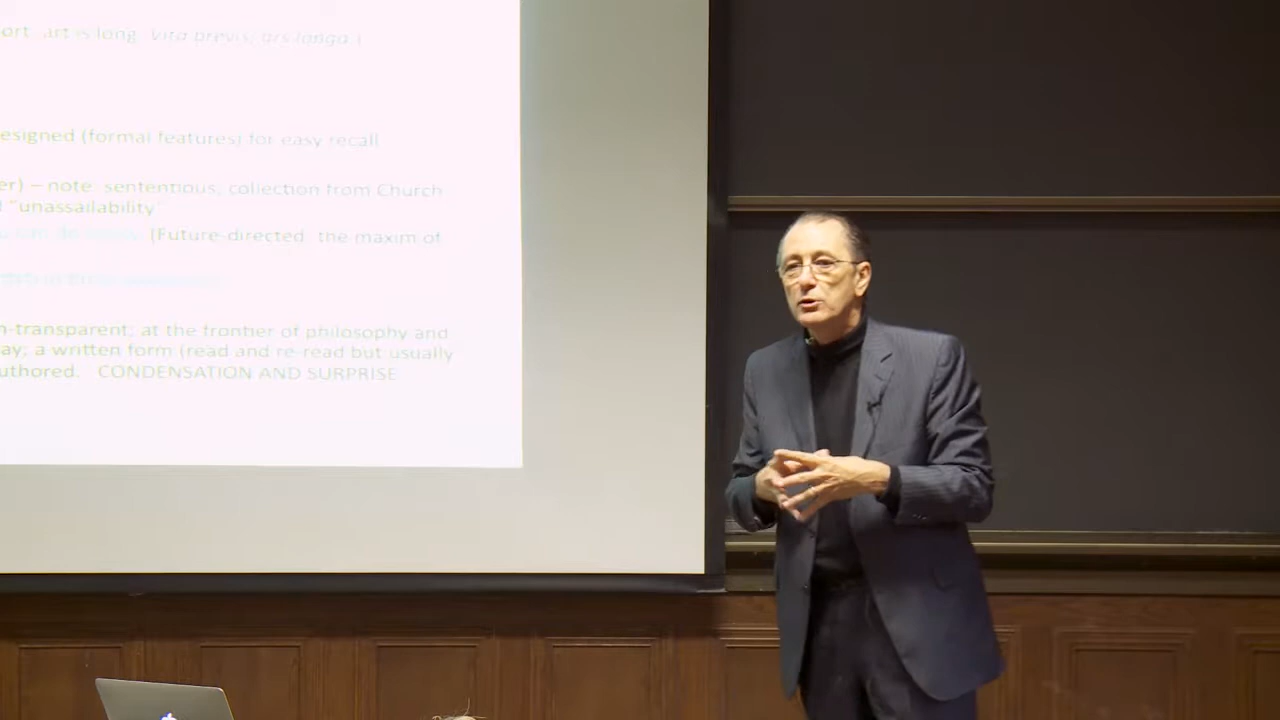 ort, art is long. Vita brevis, ars longa.)
esigned (formal features) for easy recall
er) – note: sententious; collection from Church
"unassailability"
(Future-directed: the maxim of
n-transparent; at the frontier of philosophy and
ay; a written form (read and re-read but usually
uthored. CONDENSATION AND SURPRISE